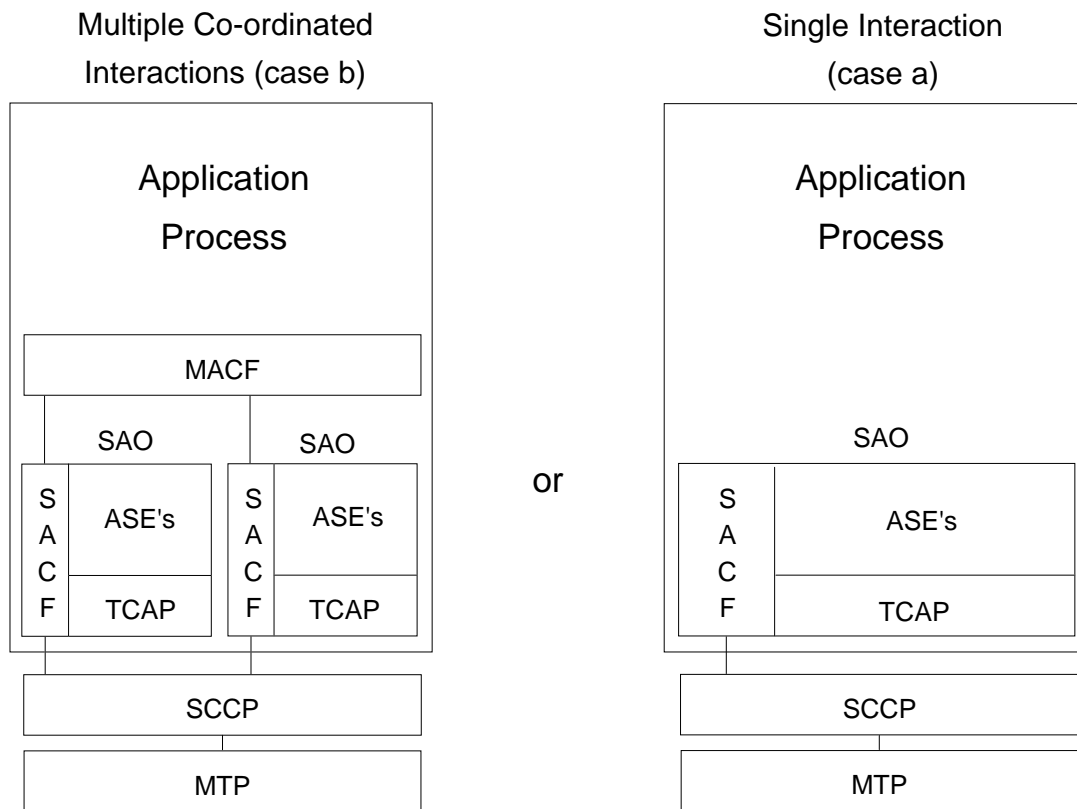 Multiple Co-ordinated
Interactions (case b)
Application
Process
MACF
SAO
SAO
S
A
C
F
ASE's
TCAP
S
A
C
F
ASE's
TCAP
SCCP
MTP
or
Single Interaction
(case a)
Application
Process
SAO
S
A
C
F
ASE's
TCAP
SCCP
MTP